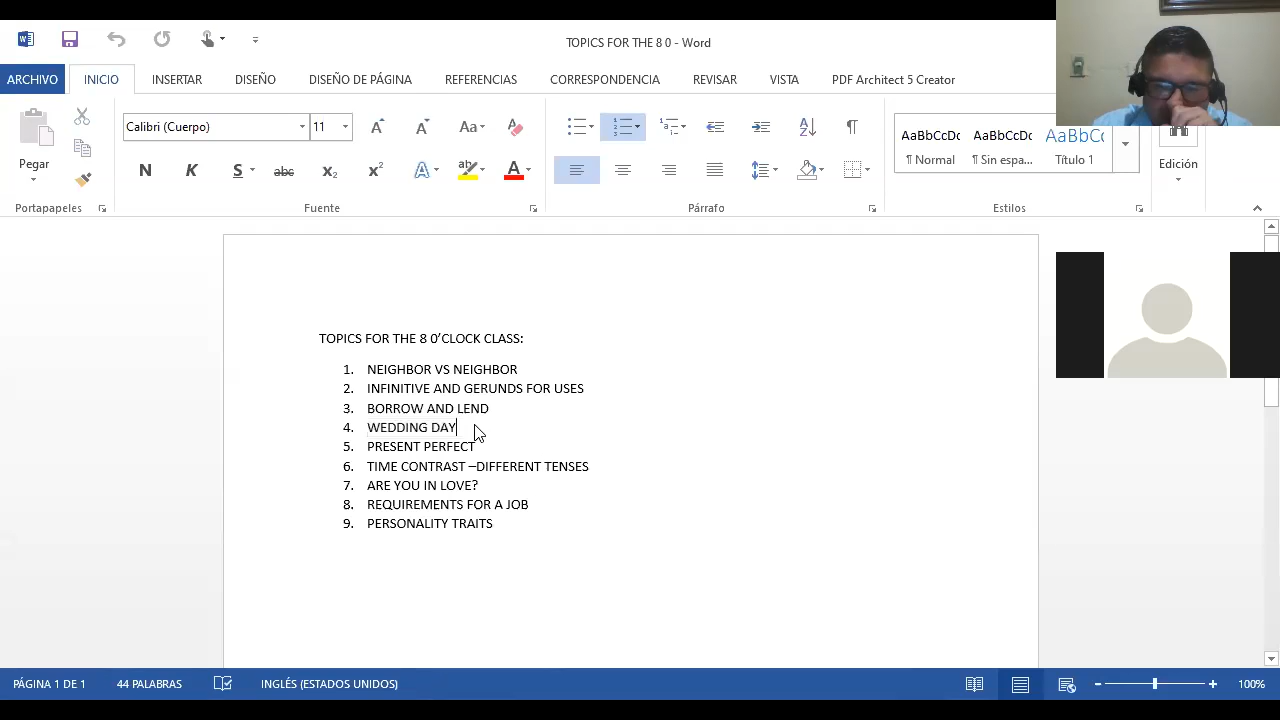 TOPICS FOR THE 8 0 - Word
ARCHIVO INICIO INSERTAR DISEÑO DISEÑO DE PÁGINA REFERENCIAS CORRESPONDENCIA REVISAR VISTA PDF Architect 5 Creator
Calibri (Cuerpo) 11 Aa AaBbCcDc AaBbCcDc AaBbCc
Pegar N K S abc x₂ x² A ab A ¶ Normal ¶ Sin espa... Título 1 Edición
Portapapeles Fuente Párrafo Estilos
TOPICS FOR THE 8 0’CLOCK CLASS:
1. NEIGHBOR VS NEIGHBOR
2. INFINITIVE AND GERUNDS FOR USES
3. BORROW AND LEND
4. WEDDING DAY
5. PRESENT PERFECT
6. TIME CONTRAST –DIFFERENT TENSES
7. ARE YOU IN LOVE?
8. REQUIREMENTS FOR A JOB
9. PERSONALITY TRAITS
PÁGINA 1 DE 1 44 PALABRAS INGLÉS (ESTADOS UNIDOS) 100%